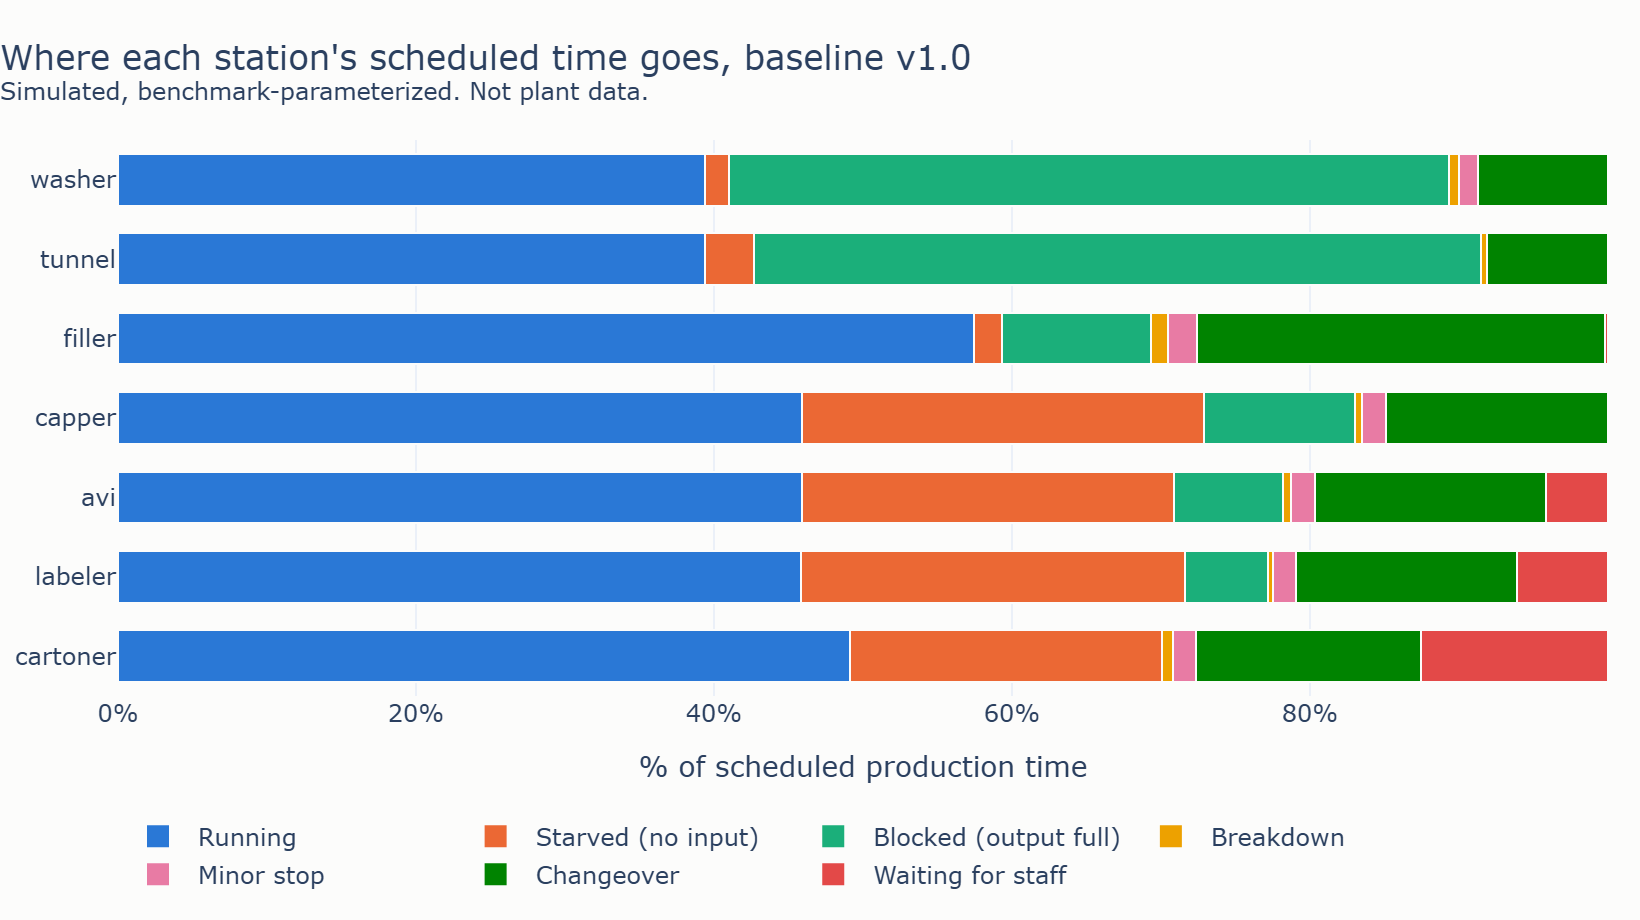 Where each station's scheduled time goes, baseline v1.0
Simulated, benchmark-parameterized. Not plant data.
washer
tunnel
filler
capper
avi
labeler
cartoner
0% 20% 40% 60% 80%
% of scheduled production time
Running Starved (no input) Blocked (output full) Breakdown
Minor stop Changeover Waiting for staff